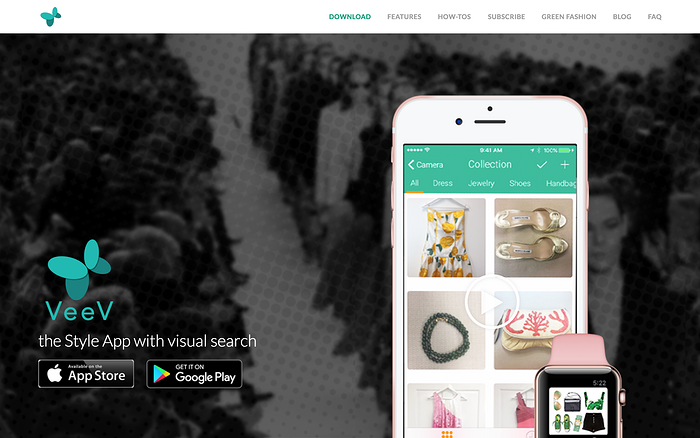 DOWNLOAD FEATURES HOW-TOS SUBSCRIBE GREEN FASHION BLOG FAQ
9:41 AM 100%
Camera Collection
All Dress Jewelry Shoes Handbag
VeeV
the Style App with visual search
Available on the
App Store
GET IT ON
Google Play
5:22